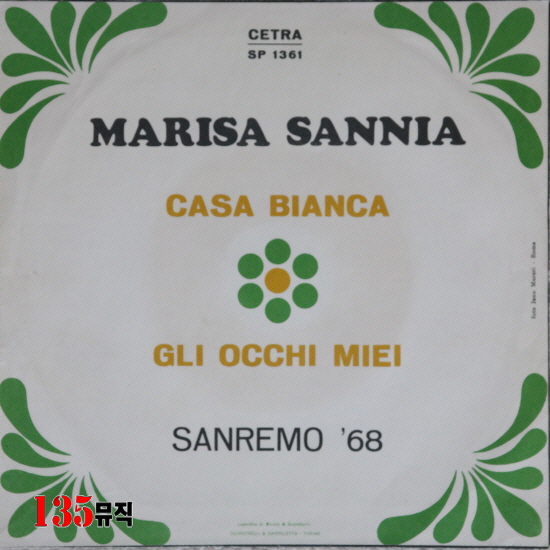 CETRA
SP 1361
MARISA SANNIA
CASA BIANCA
GLI OCCHI MIEI
SANREMO '68
135뮤직